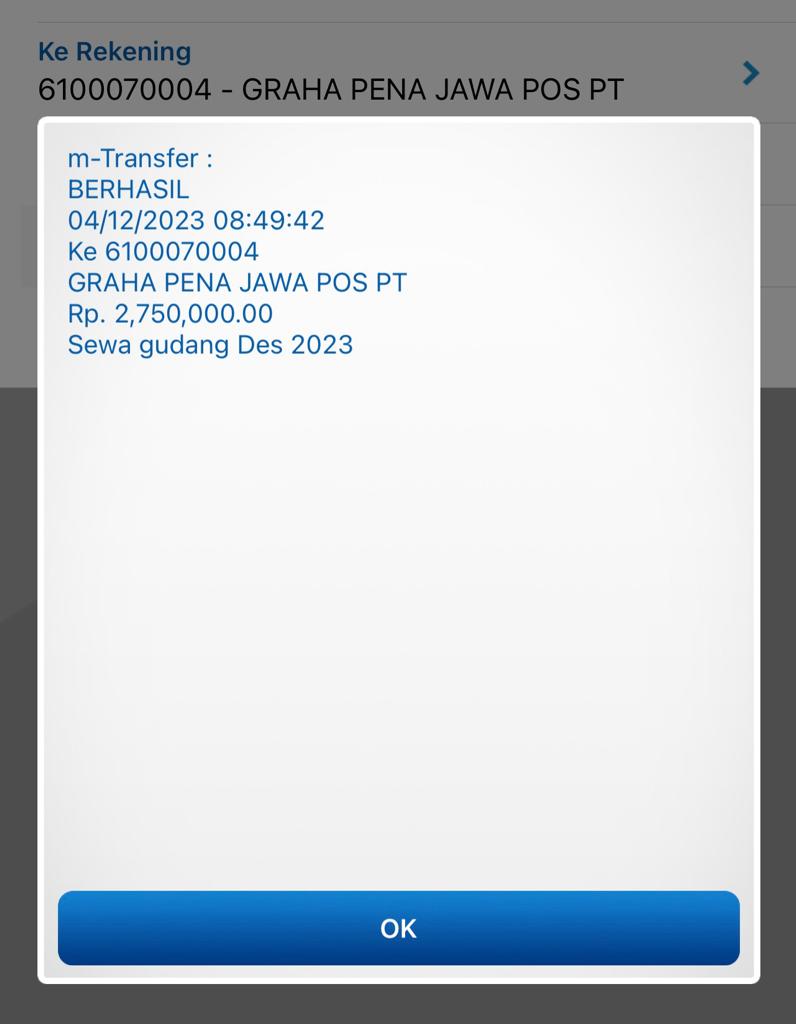 Ke Rekening
6100070004 - GRAHA PENA JAWA POS PT
m-Transfer :
BERHASIL
04/12/2023 08:49:42
Ke 6100070004
GRAHA PENA JAWA POS PT
Rp. 2,750,000.00
Sewa gudang Des 2023
OK